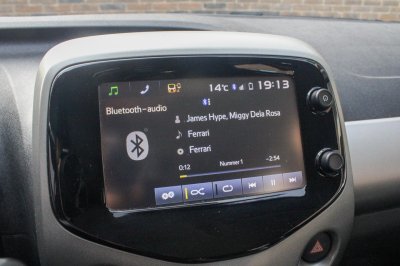 14°C 19:13
Bluetooth-audio
James Hype, Miggy Dela Rosa
Ferrari
Ferrari
0:12 Nummer 1 -2:54